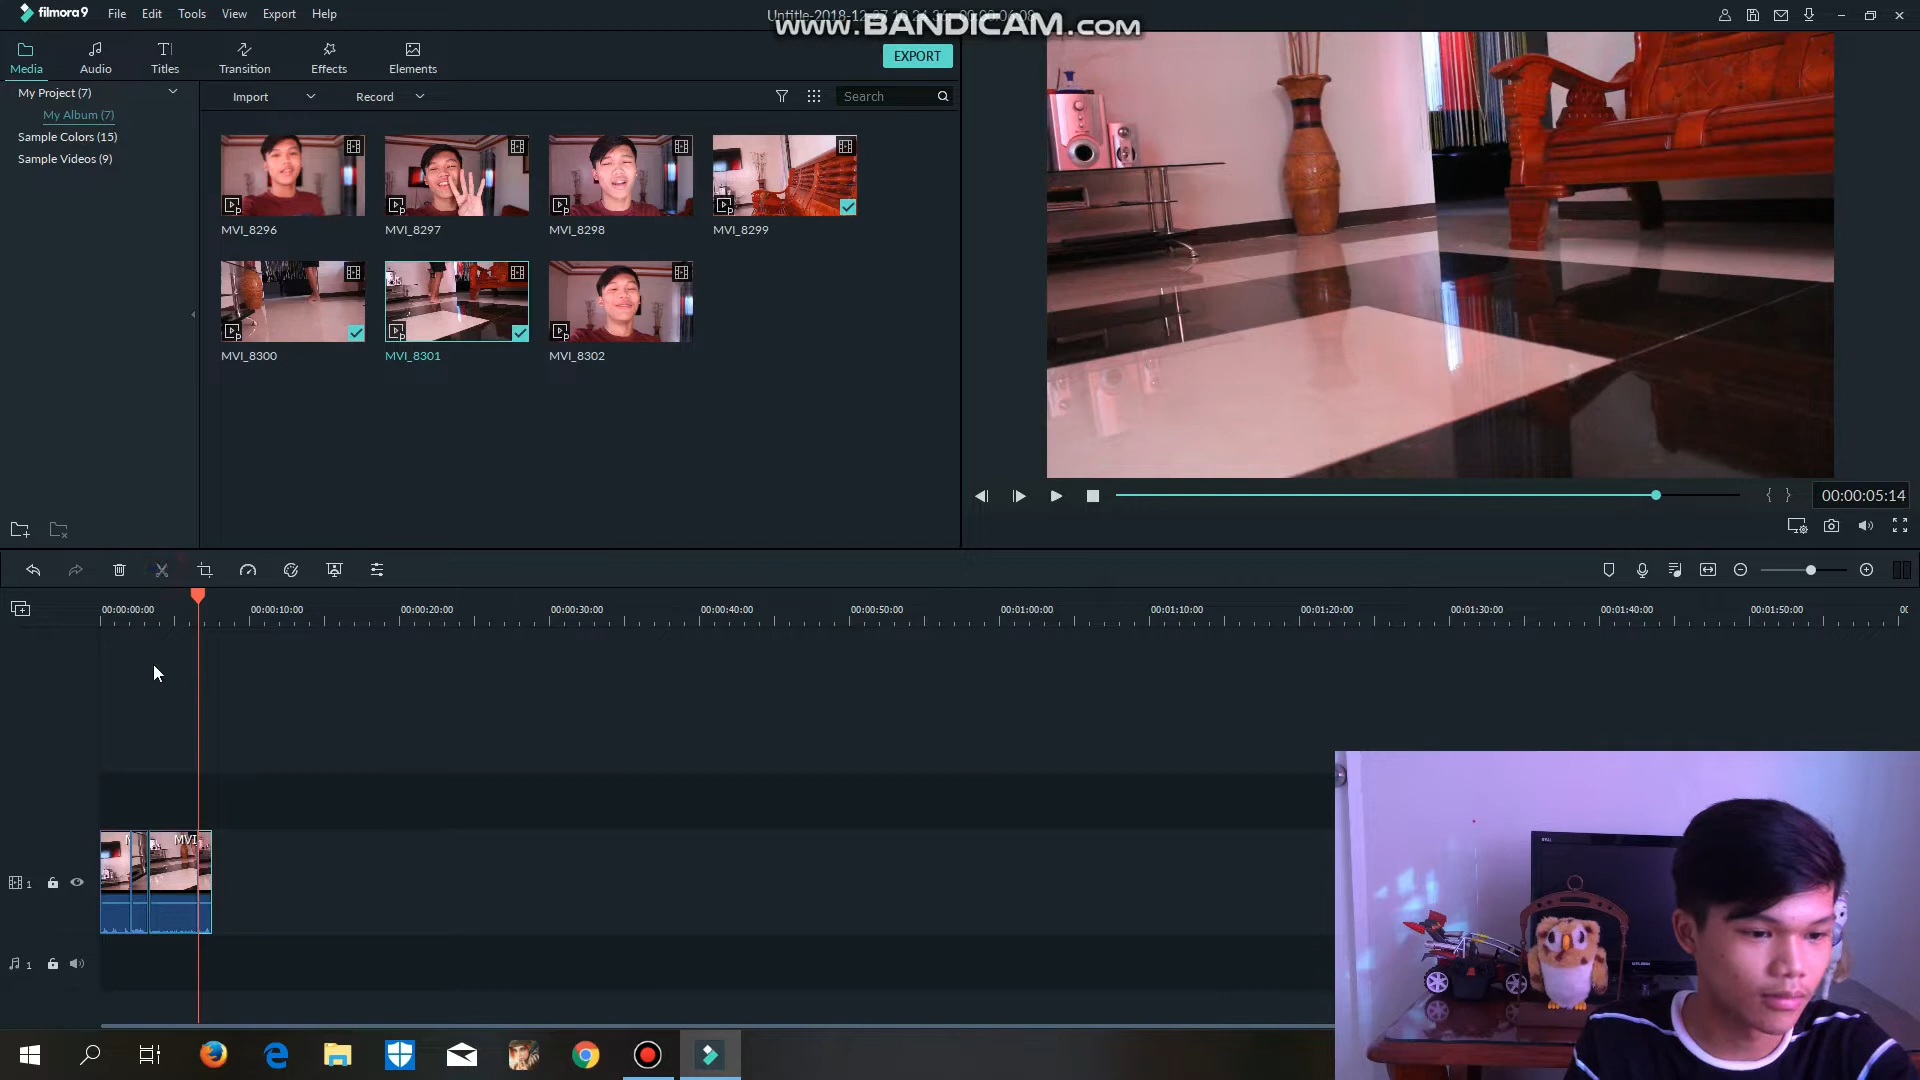 filmora9 File Edit Tools View Export Help
www.BANDICAM.com
Media Audio Titles Transition Effects Elements EXPORT
My Project (7) Import Record Search
My Album (7)
Sample Colors (15)
Sample Videos (9)
MVI_8296 MVI_8297 MVI_8298 MVI_8299
MVI_8300 MVI_8301 MVI_8302
00:00:05:14
00:00:00:00 00:00:10:00 00:00:20:00 00:00:30:00 00:00:40:00 00:00:50:00 00:01:00:00 00:01:10:00 00:01:20:00 00:01:30:00 00:01:40:00 00:01:50:00
MVI
1
1